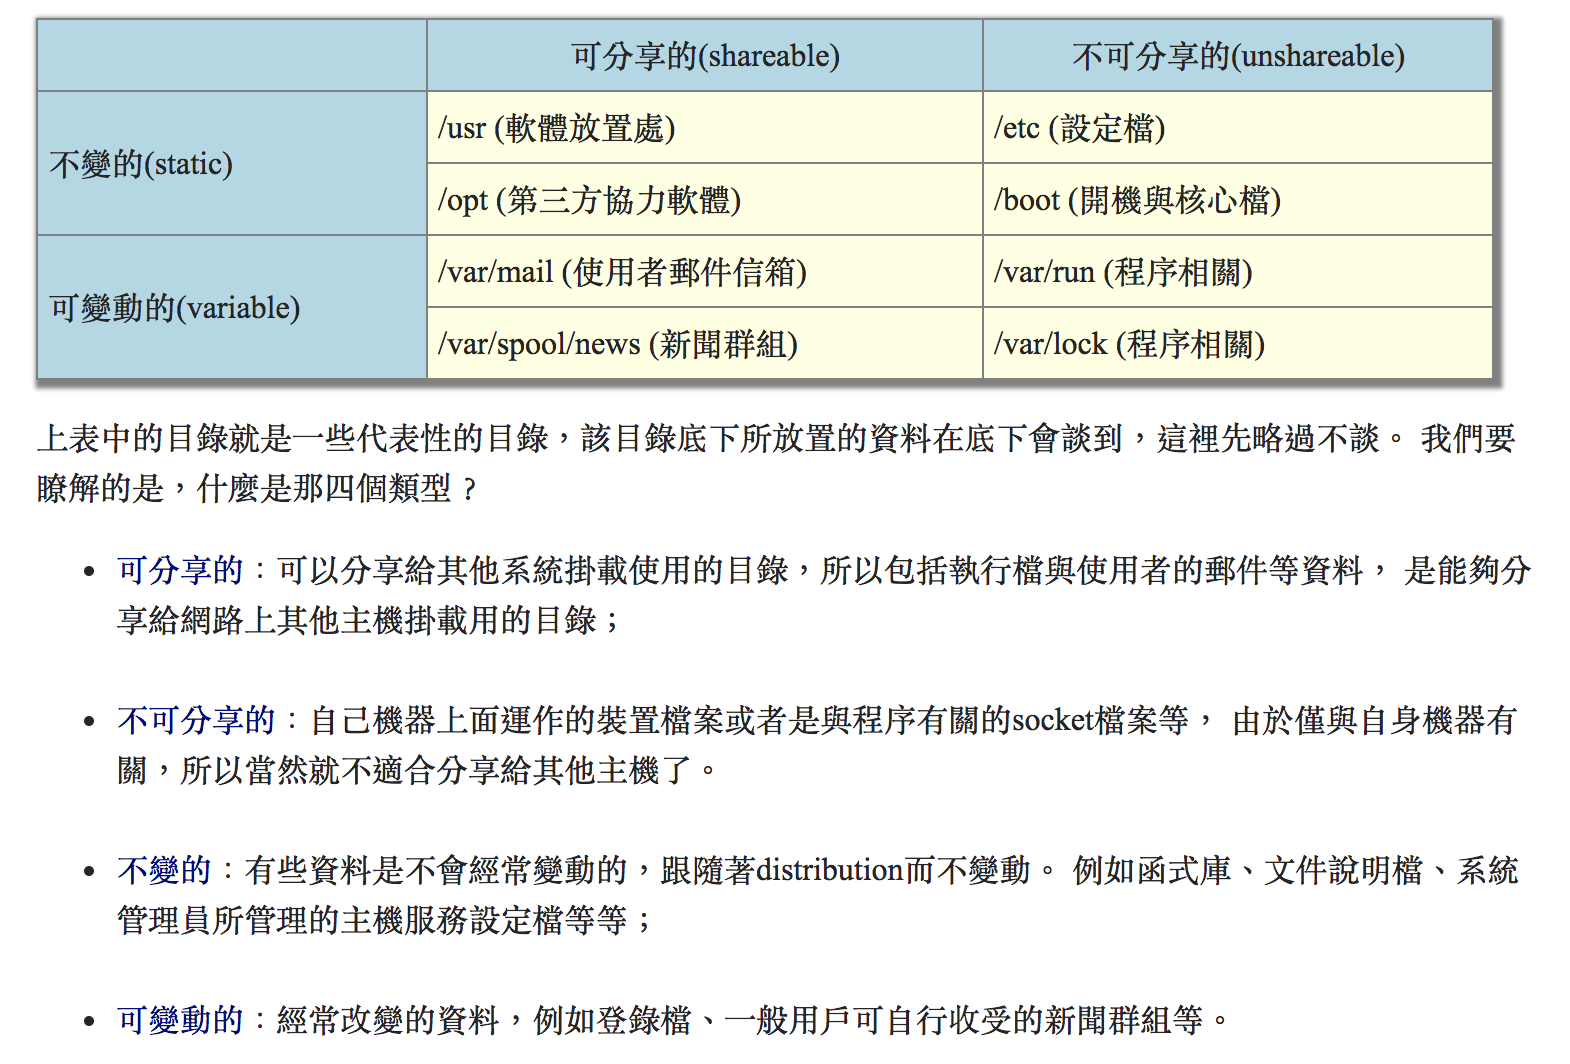 可分享的(shareable) 不可分享的(unshareable)
不變的(static) /usr (軟體放置處) /etc (設定檔)
/opt (第三方協力軟體) /boot (開機與核心檔)
可變動的(variable) /var/mail (使用者郵件信箱) /var/run (程序相關)
/var/spool/news (新聞群組) /var/lock (程序相關)
上表中的目錄就是一些代表性的目錄，該目錄底下所放置的資料在底下會談到，這裡先略過不談。 我們要
瞭解的是，什麼是那四個類型？
• 可分享的：可以分享給其他系統掛載使用的目錄，所以包括執行檔與使用者的郵件等資料， 是能夠分
享給網路上其他主機掛載用的目錄；
• 不可分享的：自己機器上面運作的裝置檔案或者是與程序有關的socket檔案等， 由於僅與自身機器有
關，所以當然就不適合分享給其他主機了。
• 不變的：有些資料是不會經常變動的，跟隨著distribution而不變動。 例如函式庫、文件說明檔、系統
管理員所管理的主機服務設定檔等等；
• 可變動的：經常改變的資料，例如登錄檔、一般用戶可自行收受的新聞群組等。